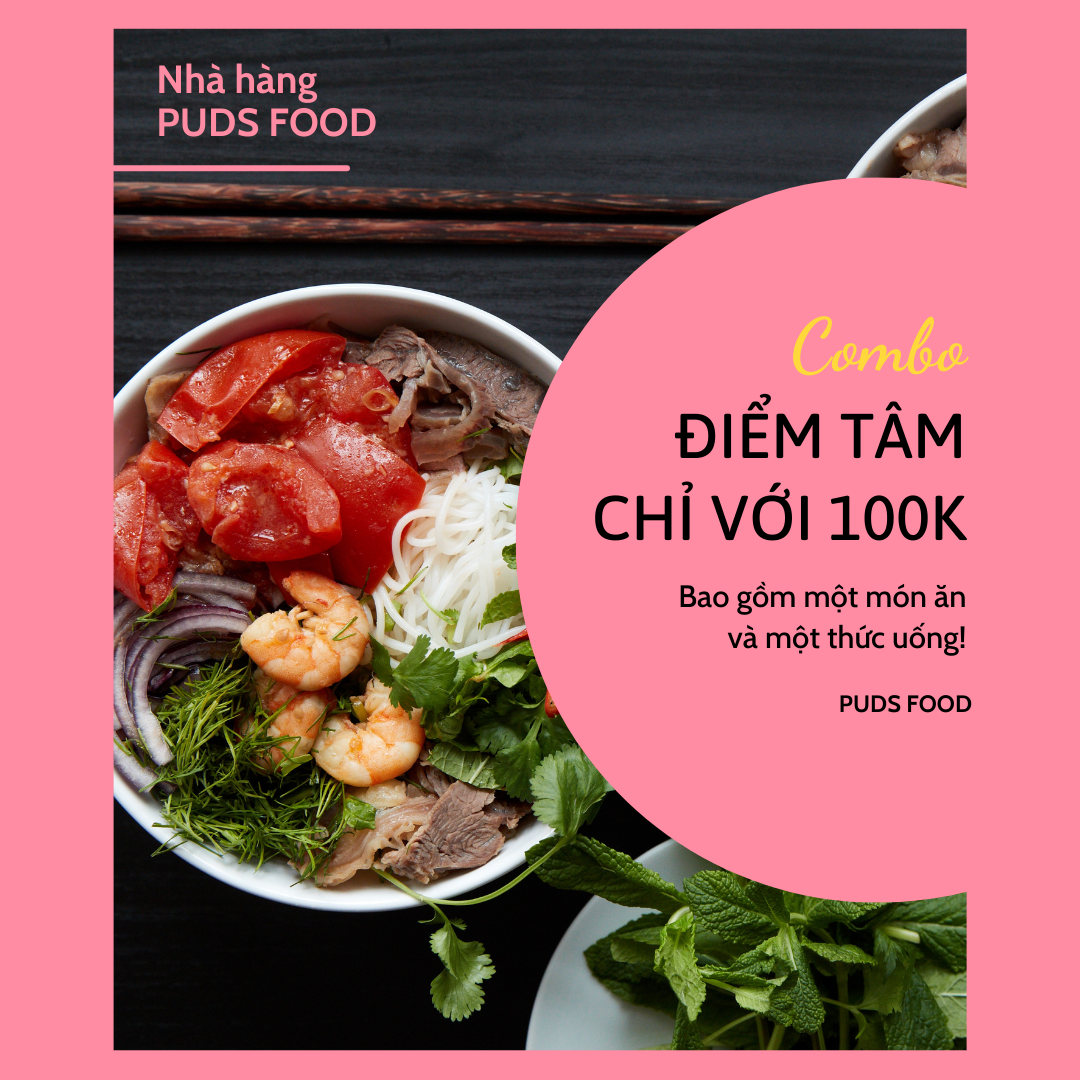 Nhà hàng
PUDS FOOD
Combo
ĐIỂM TÂM
CHỈ VỚI 100K
Bao gồm một món ăn
và một thức uống!
PUDS FOOD